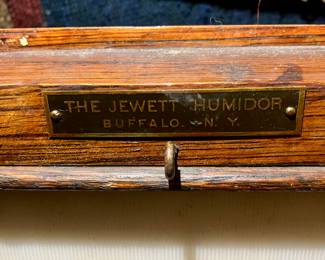 THE JEWETT HUMIDOR
BUFFALO. N. Y.